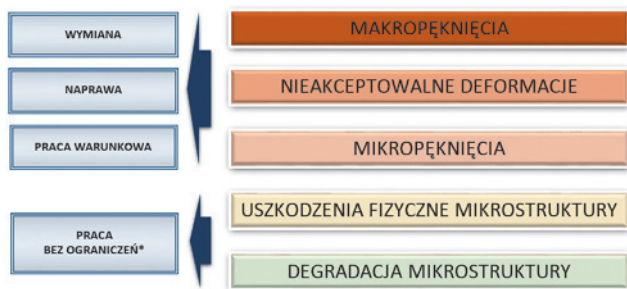 WYMIANA
MAKROPĘKNIĘCIA
NAPRAWA
NIEAKCEPTOWALNE DEFORMACJE
PRACA WARUNKOWA
MIKROPĘKNIĘCIA
PRACA
BEZ OGRANICZEŃ*
USZKODZENIA FIZYCZNE MIKROSTRUKTURY
DEGRADACJA MIKROSTRUKTURY